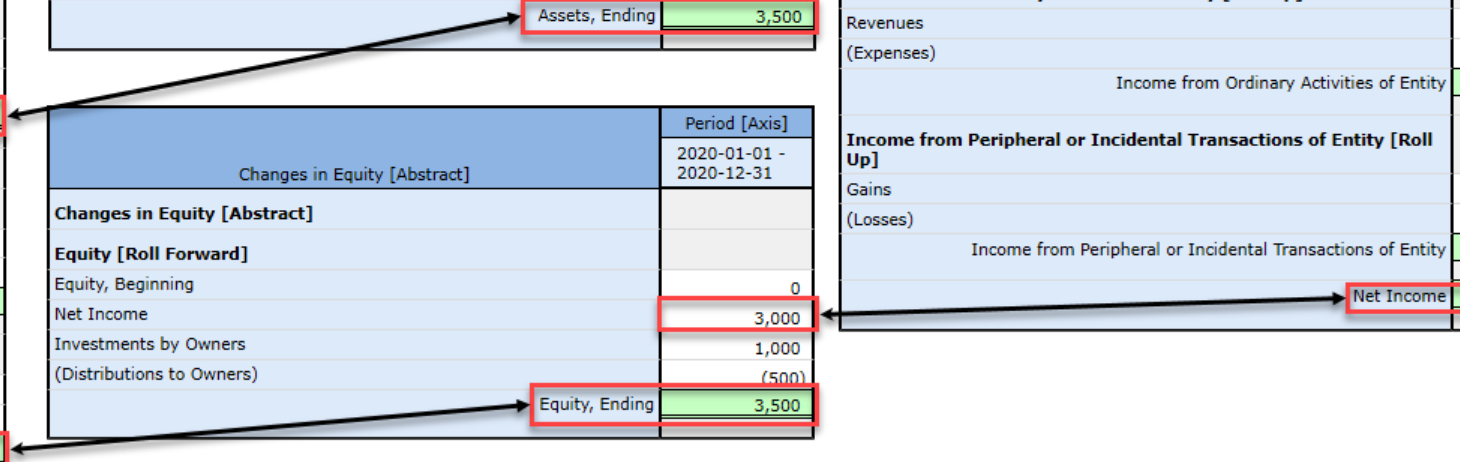 Assets, Ending 3,500
Period [Axis]
2020-01-01 -
2020-12-31
Changes in Equity [Abstract]
Changes in Equity [Abstract]
Equity [Roll Forward]
Equity, Beginning 0
Net Income 3,000
Investments by Owners 1,000
(Distributions to Owners) (500)
Equity, Ending 3,500
Revenues
(Expenses)
Income from Ordinary Activities of Entity
Income from Peripheral or Incidental Transactions of Entity [Roll
Up]
Gains
(Losses)
Income from Peripheral or Incidental Transactions of Entity
Net Income